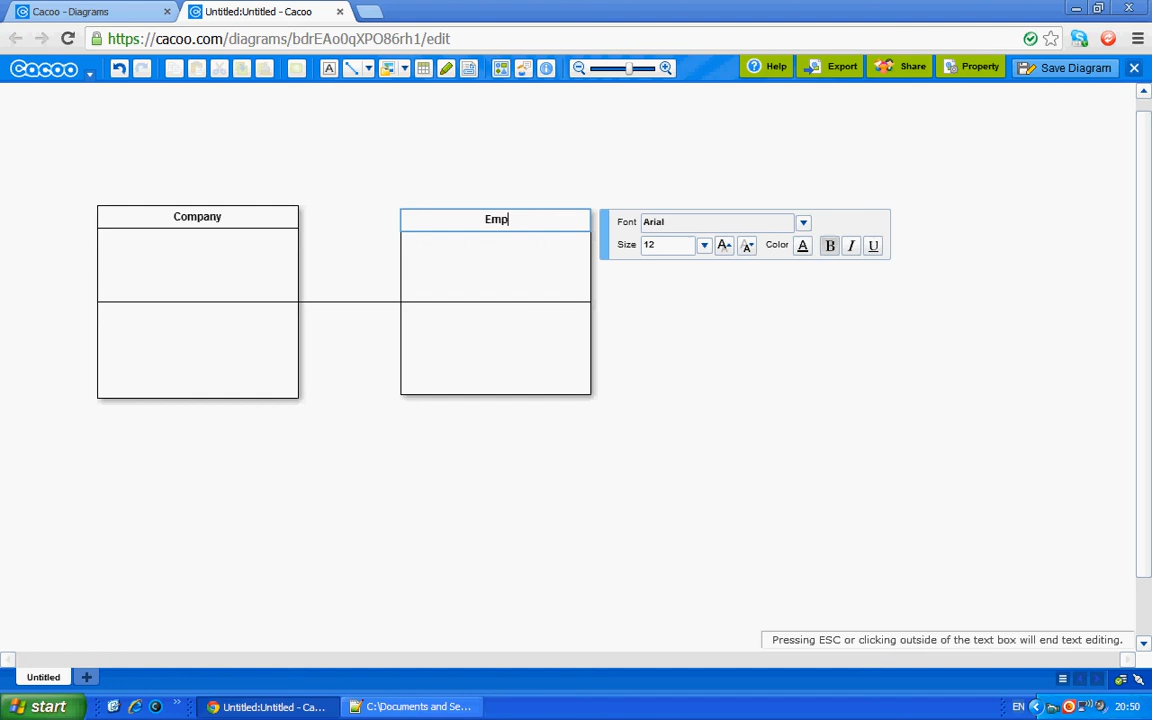 Cacoo - Diagrams
Untitled:Untitled - Cacoo
https://cacoo.com/diagrams/bdrEAo0qXPO86rh1/edit
Cacoo
Help
Export
Share
Property
Save Diagram
Company
Emp
Font
Arial
Size
12
Color
A
B
I
U
Pressing ESC or clicking outside of the text box will end text editing.
Untitled
start
Untitled:Untitled - Ca...
C:\Documents and Se...
EN
20:50